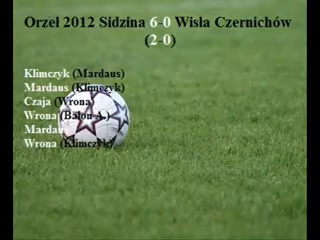 Orzeł 2012 Sidzina 6-0 Wisła Czernichów
(2-0)
Klimczyk (Mardaus)
Mardaus (Klimczyk)
Czaja (Wrona)
Wrona (Balon A.)
Mardaus
Wrona (Klimczyk)